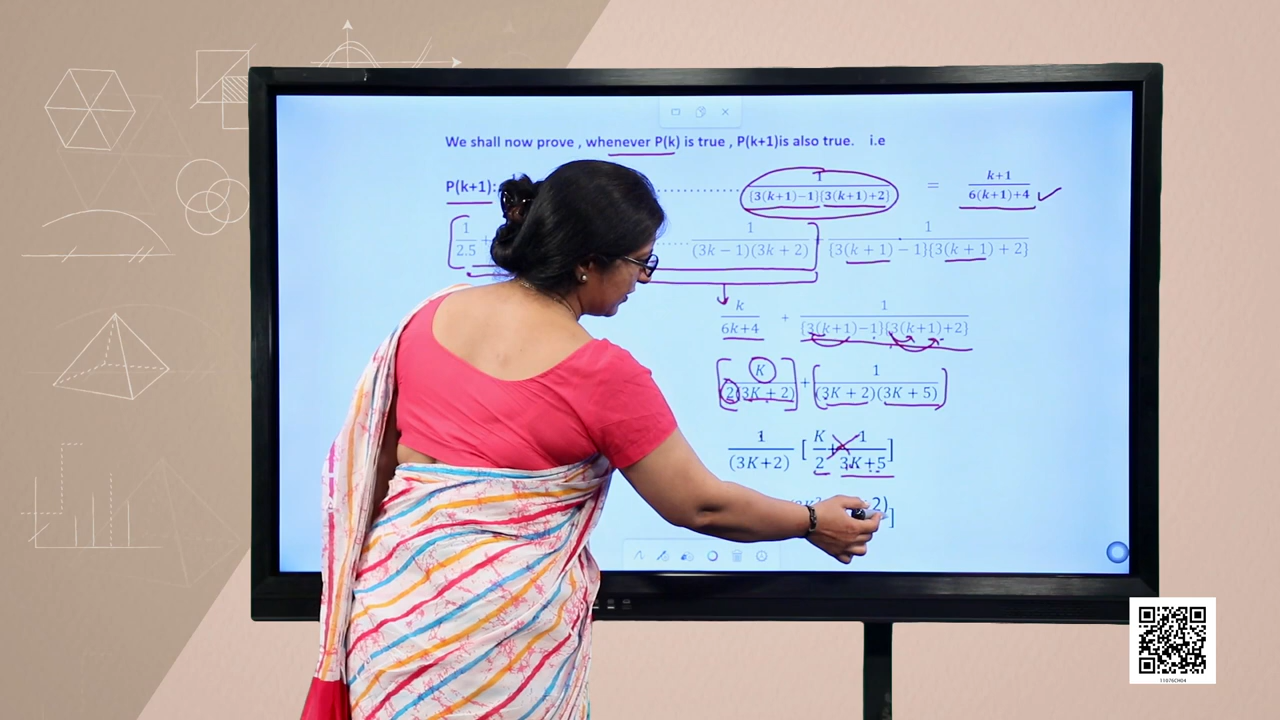 We shall now prove , whenever P(k) is true , P(k+1)is also true. i.e
P(k+1): .................... 1/{3(k+1)−1}{3(k+1)+2} = k+1/6(k+1)+4
[1/2.5 + ........ 1/(3k − 1)(3k + 2)] 1/{3(k + 1) − 1}{3(k + 1) + 2}
k/6k+4 + 1/{3(k+1)−1}{3(k+1)+2}
[K/2(3K + 2)] + [1/(3K + 2)(3K + 5)]
1/(3K+2) [K/2 + 1/3K+5]
2) ]
11076CH04